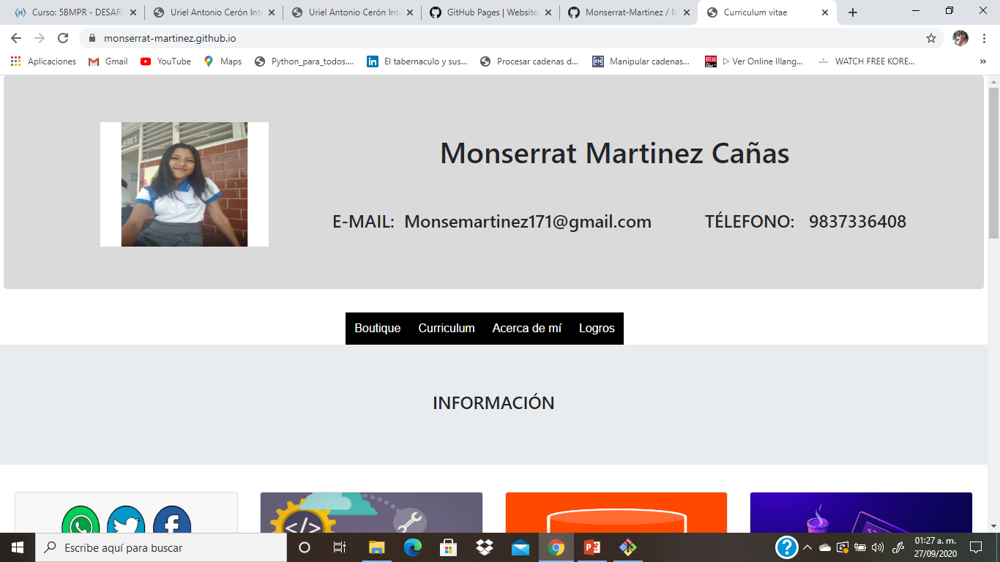 Curso: 5BMPR - DESAR
Uriel Antonio Cerón Int
Uriel Antonio Cerón Int
GitHub Pages | Website
Monserrat-Martinez / M
Curriculum vitae
monserrat-martinez.github.io
Aplicaciones
Gmail
YouTube
Maps
Python_para_todos....
El tabernaculo y sus...
Procesar cadenas d...
Manipular cadenas...
▷ Ver Online Illang...
WATCH FREE KORE...
»
Monserrat Martinez Cañas
E-MAIL: Monsemartinez171@gmail.com
TÉLEFONO: 9837336408
Boutique Curriculum Acerca de mí Logros
INFORMACIÓN
</>
Escribe aquí para buscar
01:27 a. m.
27/09/2020